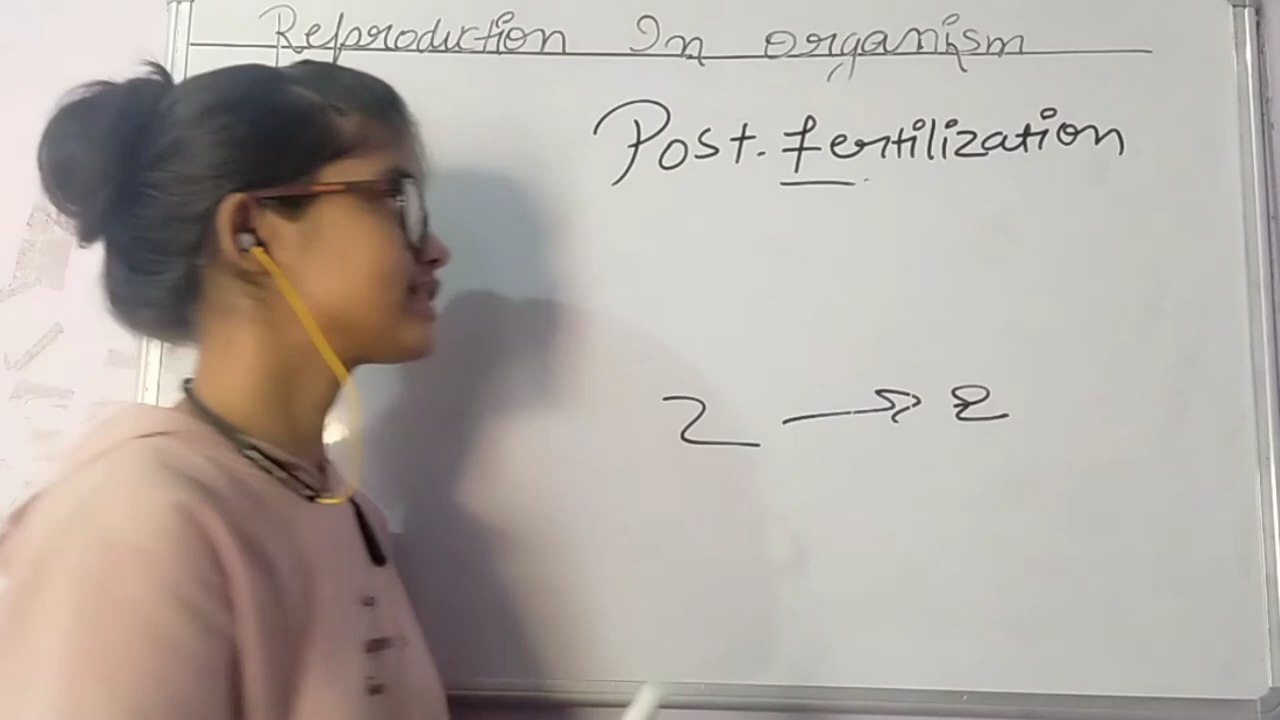 Reproduction In organism
Post. fertilization
Z → e